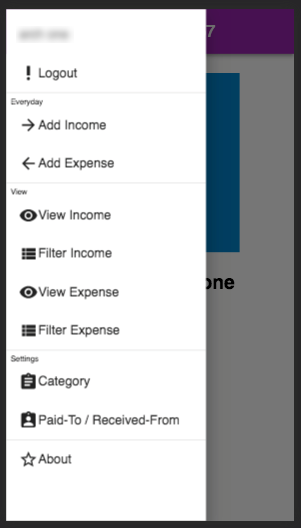 7
Logout
Everyday
Add Income
Add Expense
View
View Income
Filter Income
one
View Expense
Filter Expense
Settings
Category
Paid-To / Received-From
About